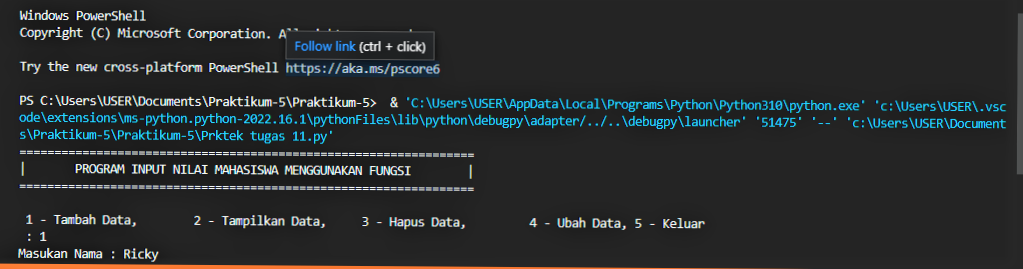 Windows PowerShell
Copyright (C) Microsoft Corporation.
Follow link (ctrl + click)
Try the new cross-platform PowerShell https://aka.ms/pscore6
PS C:\Users\USER\Documents\Praktikum-5\Praktikum-5>  & 'C:\Users\USER\AppData\Local\Programs\Python\Python310\python.exe' 'c:\Users\USER\.vsc
ode\extensions\ms-python.python-2022.16.1\pythonFiles\lib\python\debugpy\adapter/../..\debugpy\launcher' '51475' '--' 'c:\Users\USER\Document
s\Praktikum-5\Praktikum-5\Prktek tugas 11.py'
=================================================================
|       PROGRAM INPUT NILAI MAHASISWA MENGGUNAKAN FUNGSI        |
=================================================================
1 - Tambah Data,        2 - Tampilkan Data,     3 - Hapus Data,         4 - Ubah Data, 5 - Keluar
: 1
Masukan Nama : Ricky